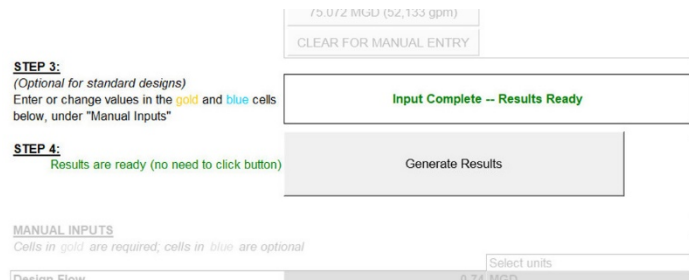 75.072 MGD (52,133 gpm)
CLEAR FOR MANUAL ENTRY
STEP 3:
(Optional for standard designs)
Enter or change values in the gold and blue cells
below, under "Manual Inputs"
Input Complete -- Results Ready
STEP 4:
Results are ready (no need to click button)
Generate Results
MANUAL INPUTS
Cells in gold are required; cells in blue are optional
Select units
Design Flow 0.74 MGD